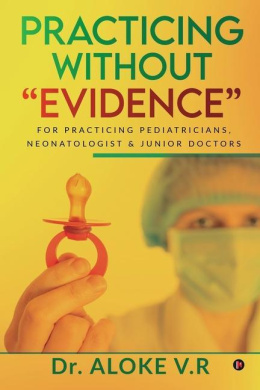 PRACTICING
WITHOUT
“EVIDENCE”
FOR PRACTICING PEDIATRICIANS,
NEONATOLOGIST & JUNIOR DOCTORS
Dr. ALOKE V.R